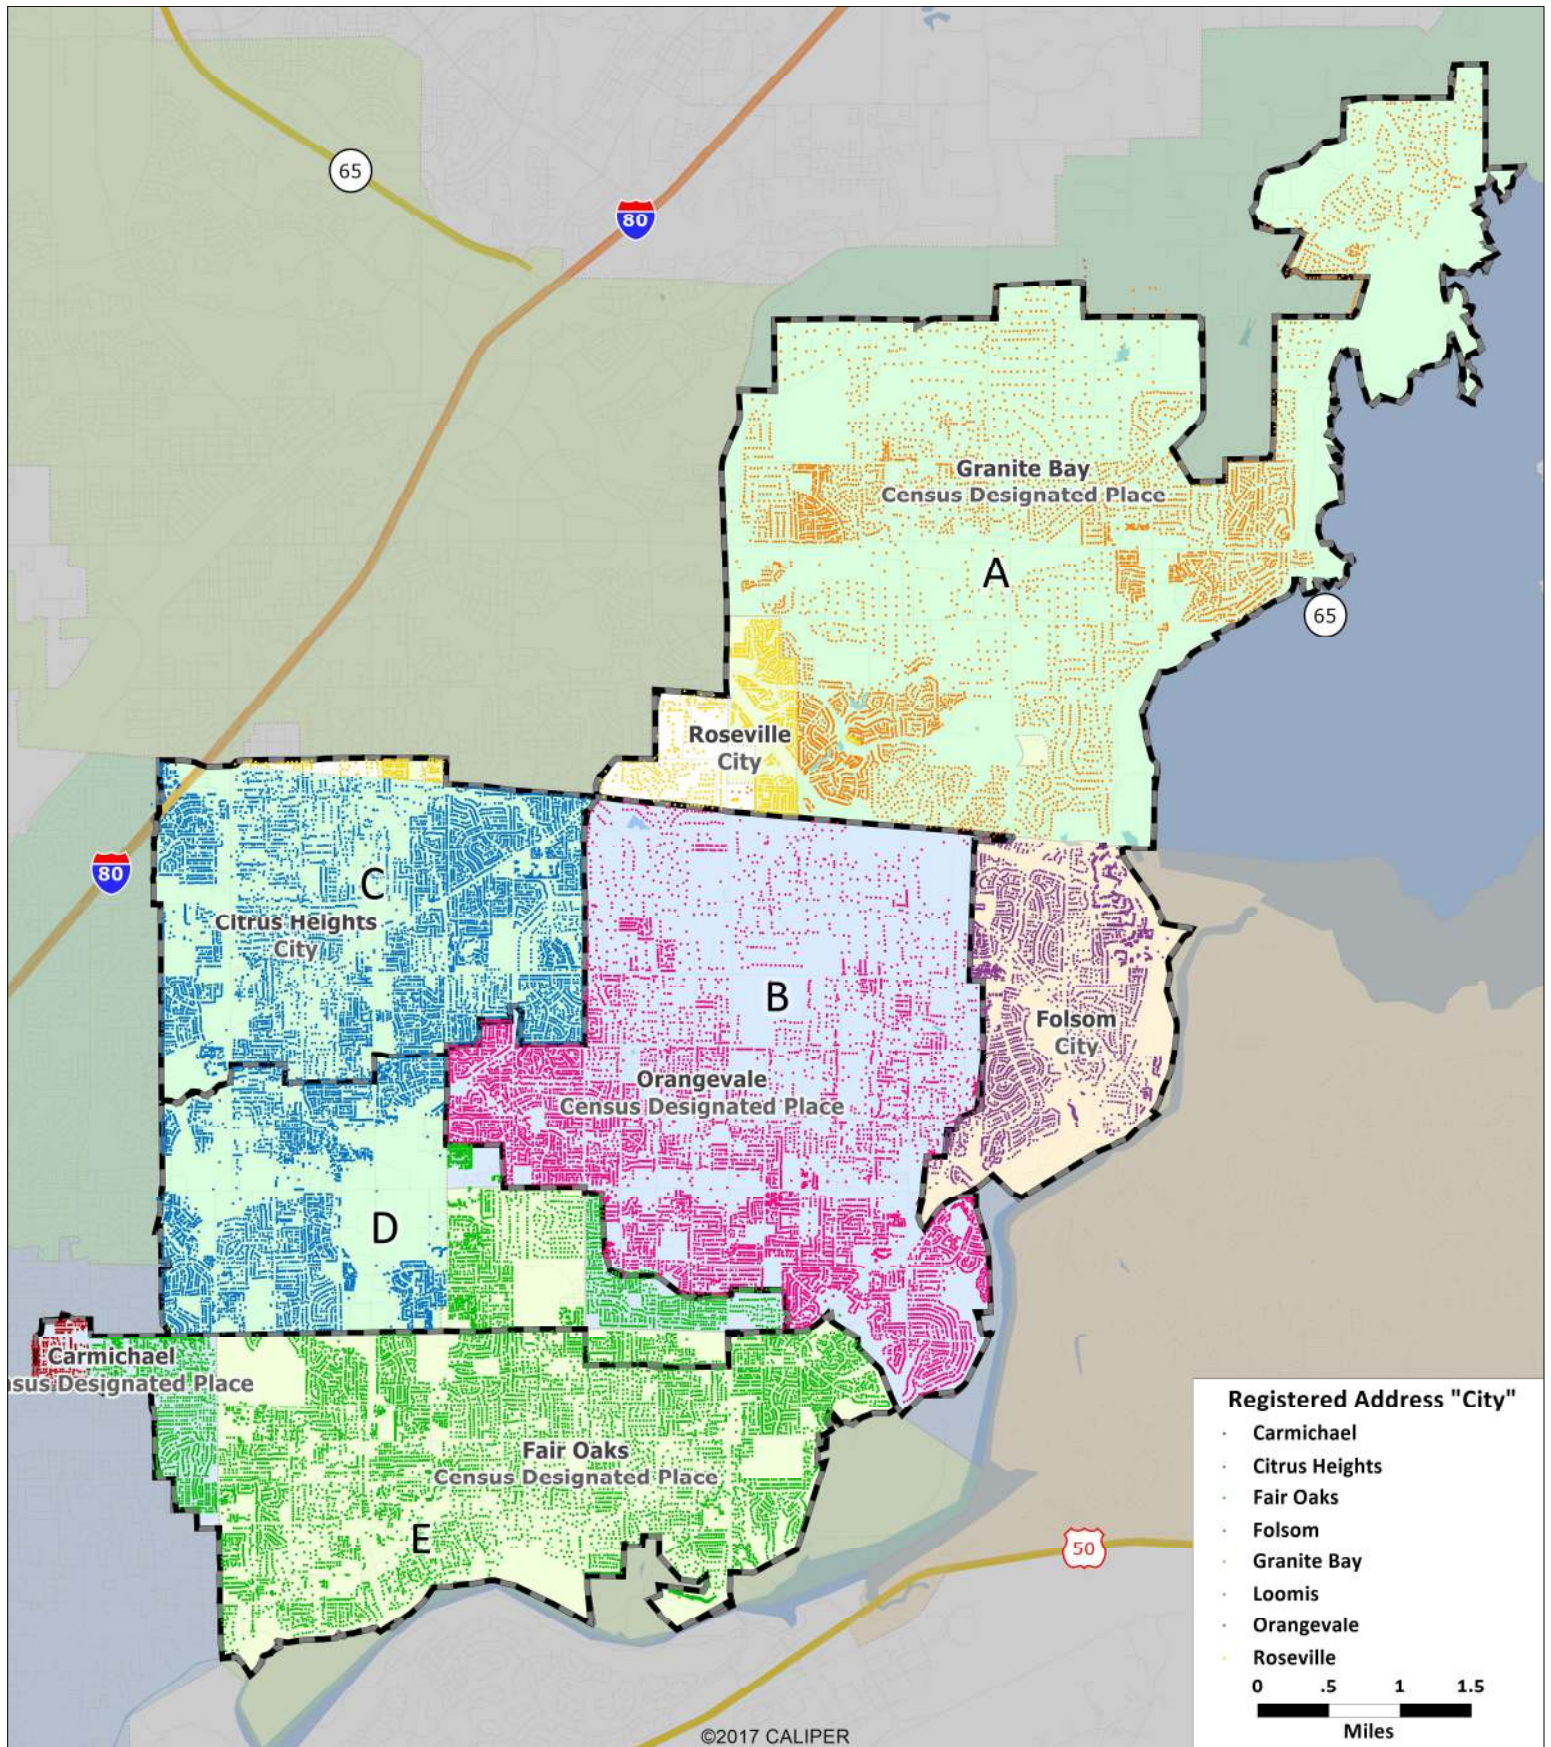 65
80
Granite Bay
Census Designated Place
A
65
Roseville
City
C
80
Citrus Heights
City
B
Folsom
City
Orangevale
Census Designated Place
D
Carmichael
nsus Designated Place
Fair Oaks
Census Designated Place
E
50
Registered Address "City"
Carmichael
Citrus Heights
Fair Oaks
Folsom
Granite Bay
Loomis
Orangevale
Roseville
0 .5 1 1.5
Miles
©2017 CALIPER